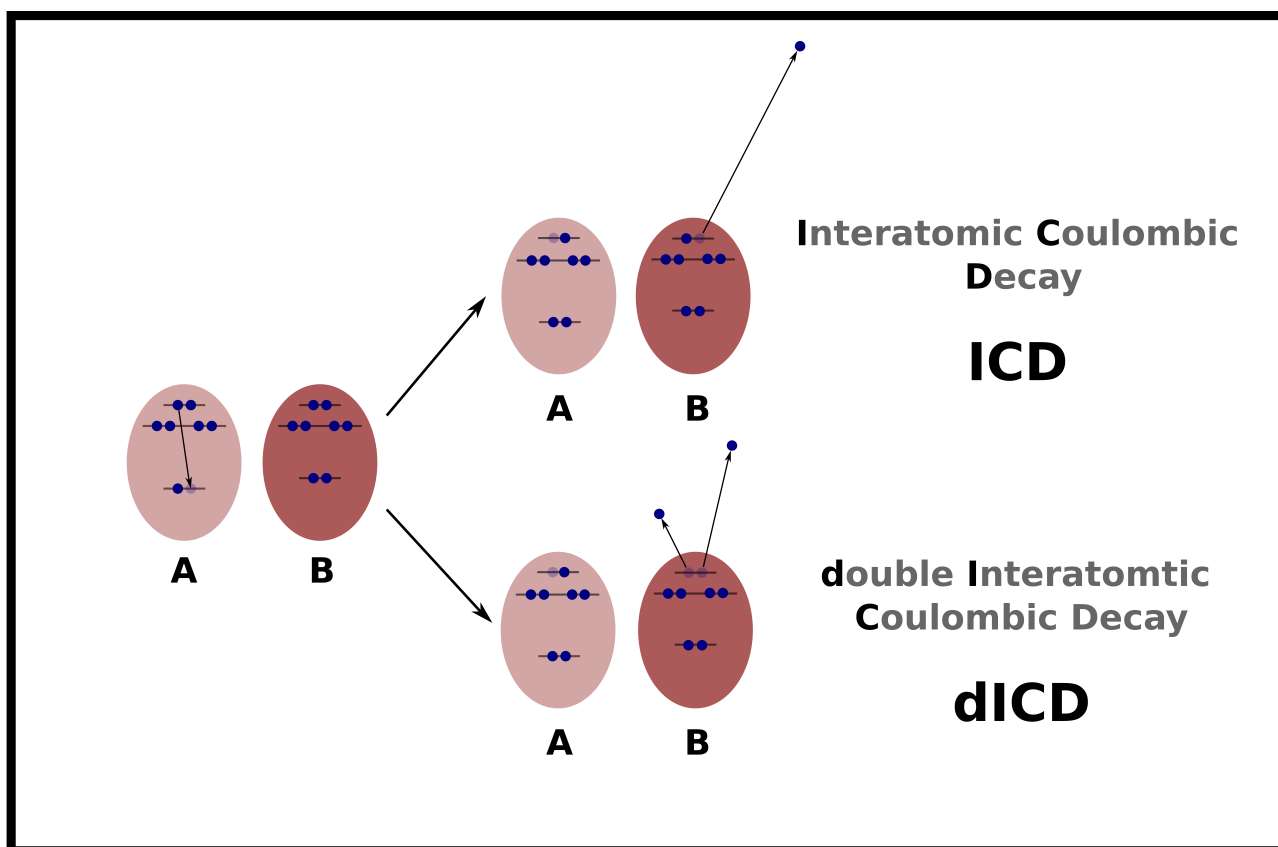 Interatomic Coulombic
Decay
ICD
A B
A B
double Interatomtic
Coulombic Decay
dICD
A B